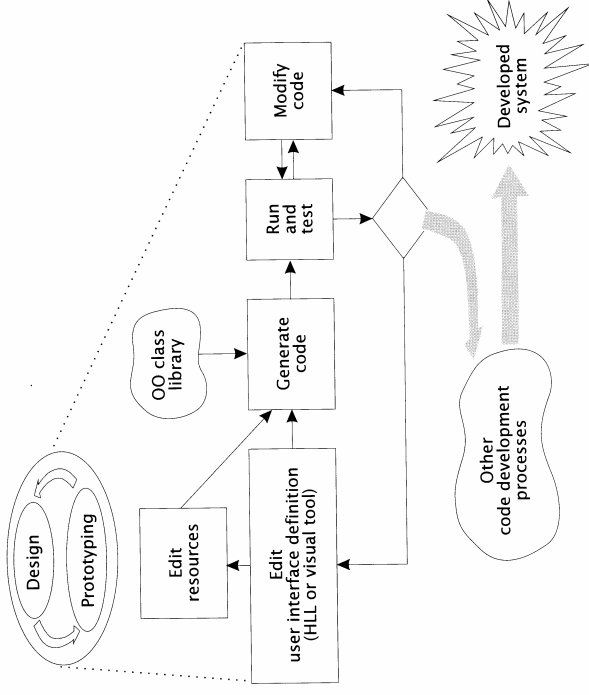 Design
Prototyping
Edit
resources
Edit
user interface definition
(HLL or visual tool)
OO class
library
Generate
code
Run
and
test
Modify
code
Other
code development
processes
Developed
system